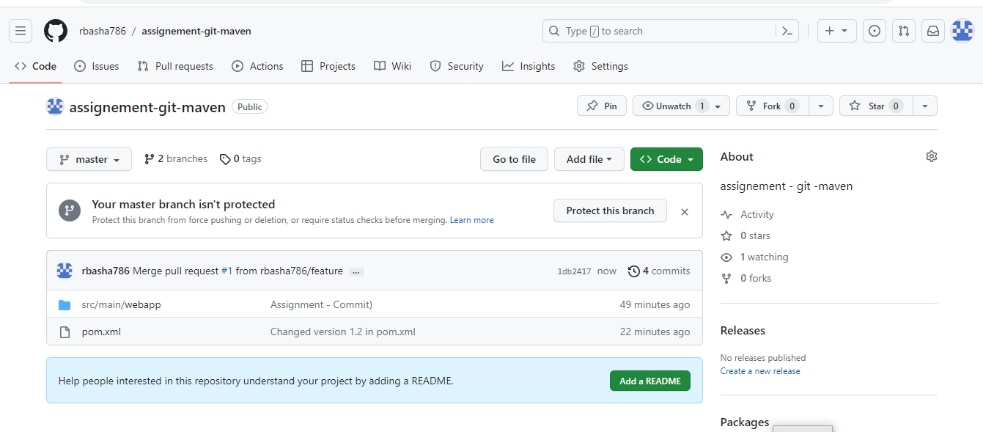 rbasha786 / assignement-git-maven
Type / to search
Code Issues Pull requests Actions Projects Wiki Security Insights Settings
assignement-git-maven Public
Pin Unwatch 1 Fork 0 Star 0
master 2 branches 0 tags Go to file Add file Code
Your master branch isn't protected
Protect this branch from force pushing or deletion, or require status checks before merging. Learn more
Protect this branch
rbasha786 Merge pull request #1 from rbasha786/feature ... 1db2417 now 4 commits
src/main/webapp Assignment - Commit) 49 minutes ago
pom.xml Changed version 1.2 in pom.xml 22 minutes ago
Help people interested in this repository understand your project by adding a README. Add a README
About
assignement - git -maven
Activity
0 stars
1 watching
0 forks
Releases
No releases published
Create a new release
Packages